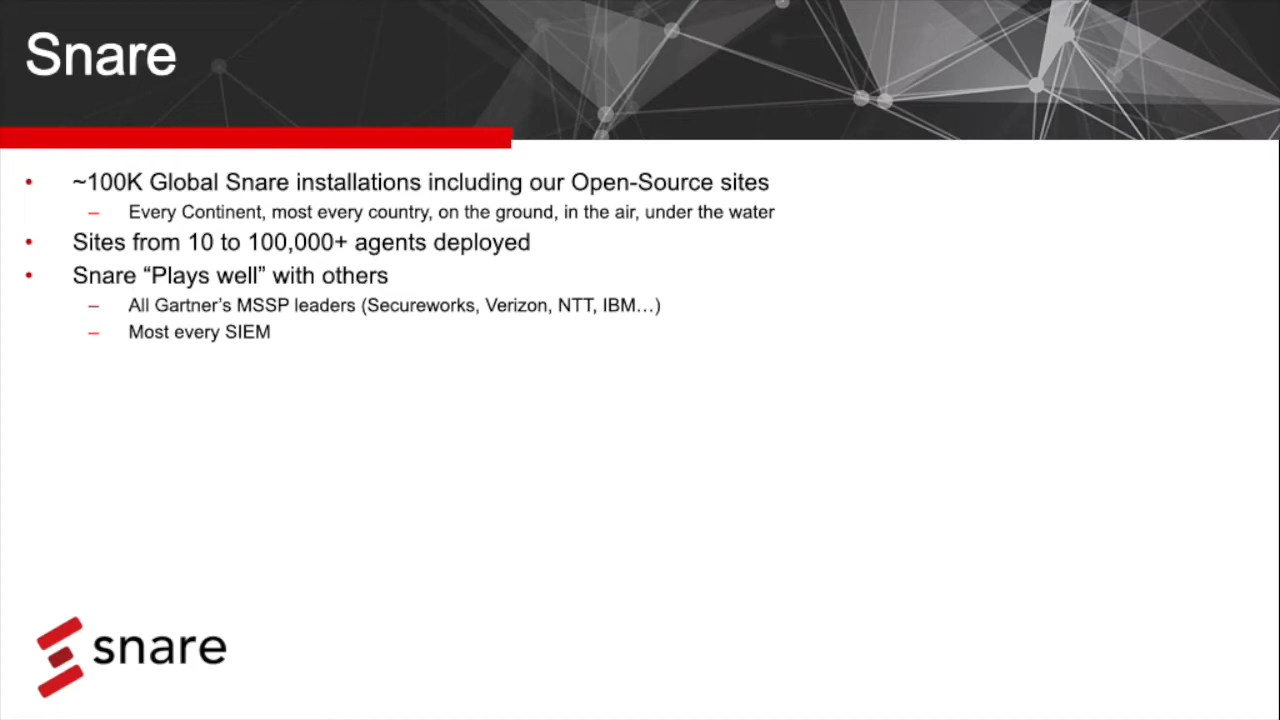 Snare
• ~100K Global Snare installations including our Open-Source sites
– Every Continent, most every country, on the ground, in the air, under the water
• Sites from 10 to 100,000+ agents deployed
• Snare “Plays well” with others
– All Gartner’s MSSP leaders (Secureworks, Verizon, NTT, IBM…)
– Most every SIEM
snare